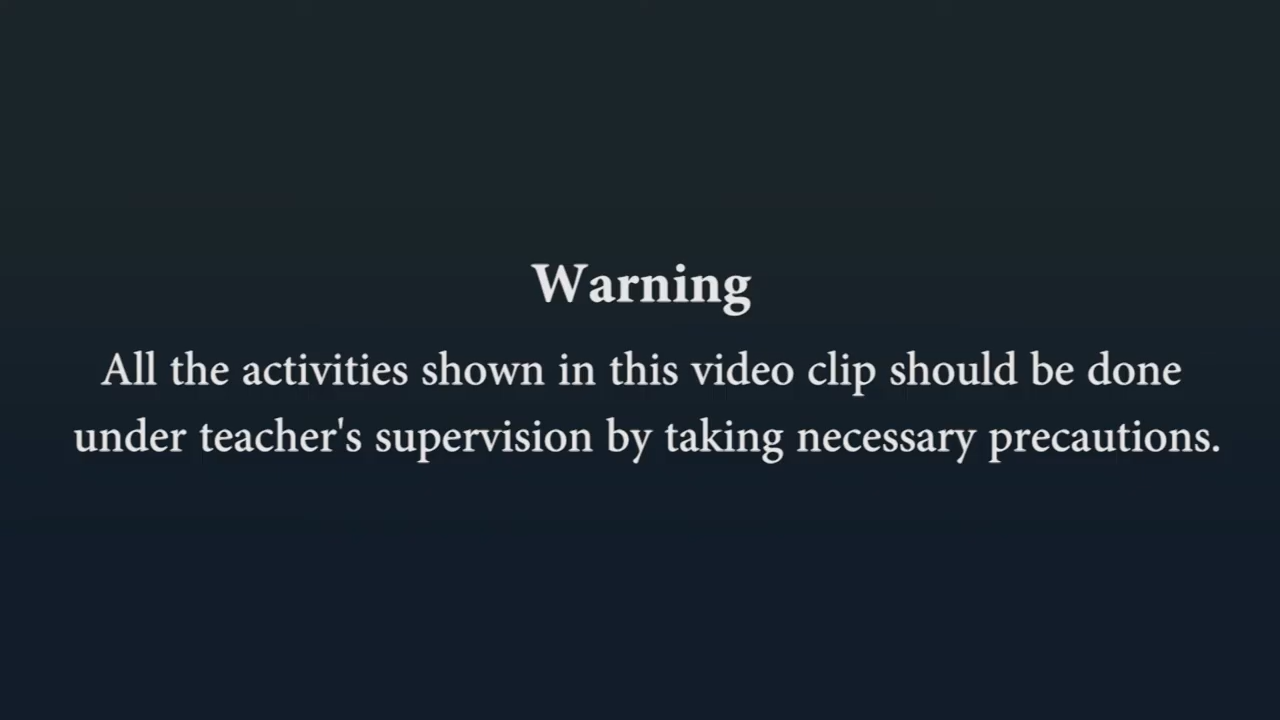 Warning
All the activities shown in this video clip should be done
under teacher's supervision by taking necessary precautions.